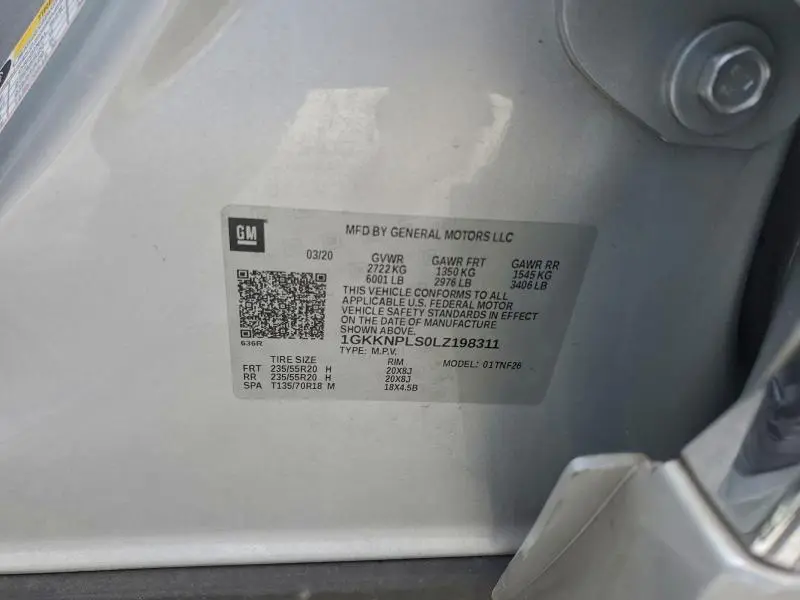 GM
MFD BY GENERAL MOTORS LLC
03/20
GVWR GAWR FRT GAWR RR
2722 KG 1350 KG 1545 KG
6001 LB 2976 LB 3406 LB
THIS VEHICLE CONFORMS TO ALL
APPLICABLE U.S. FEDERAL MOTOR
VEHICLE SAFETY STANDARDS IN EFFECT
ON THE DATE OF MANUFACTURE
SHOWN ABOVE.
636R
1GKKNPLS0LZ198311
TYPE: M.P.V. MODEL: 01TNF26
TIRE SIZE RIM
FRT 235/55R20 H 20X8J
RR 235/55R20 H 20X8J
SPA T135/70R18 M 18X4.5B